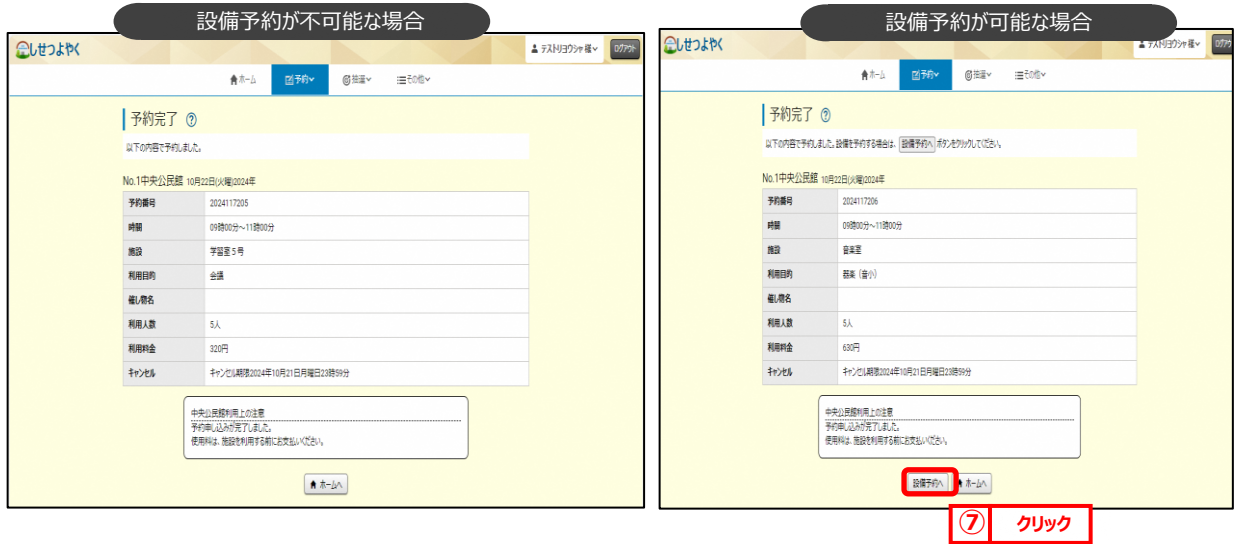 設備予約が不可能な場合
しせつよやく
テストリヨウシャ 様
ログアウト
ホーム
予約
抽選
その他
予約完了
以下の内容で予約しました。
No.1中央公民館 10月22日(火曜)2024年
予約番号 2024117205
時間 09時00分～11時00分
施設 学習室５号
利用目的 会議
催し物名
利用人数 5人
利用料金 320円
キャンセル キャンセル期限2024年10月21日月曜日23時59分
中央公民館利用上の注意
予約申し込みが完了しました。
使用料は、施設を利用する前にお支払いください。
ホームへ
設備予約が可能な場合
しせつよやく
テストリヨウシャ 様
ホーム
予約
抽選
その他
予約完了
以下の内容で予約しました。設備を予約する場合は、 設備予約へ ボタンをクリックしてください。
No.1中央公民館 10月22日(火曜)2024年
予約番号 2024117206
時間 09時00分～11時00分
施設 音楽室
利用目的 器楽（音小）
催し物名
利用人数 5人
利用料金 630円
キャンセル キャンセル期限2024年10月21日月曜日23時59分
中央公民館利用上の注意
予約申し込みが完了しました。
使用料は、施設を利用する前にお支払いください。
設備予約へ ホームへ
⑦ クリック